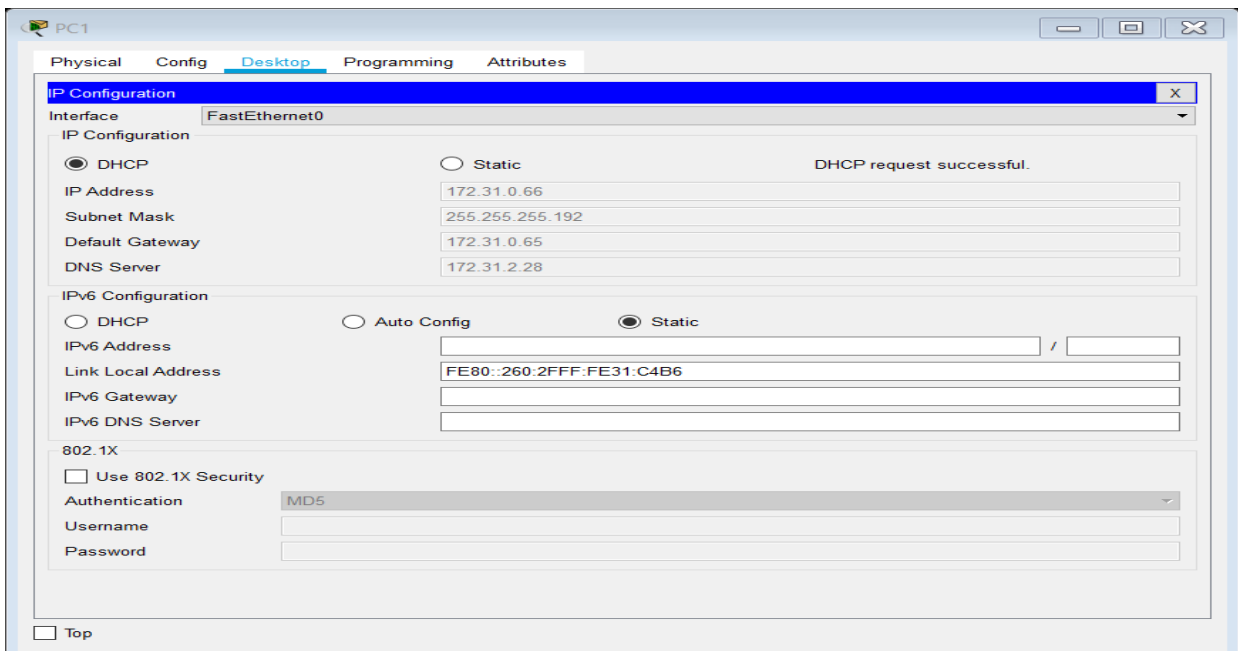 PC1
Physical Config Desktop Programming Attributes
IP Configuration X
Interface FastEthernet0
IP Configuration
DHCP Static DHCP request successful.
IP Address 172.31.0.66
Subnet Mask 255.255.255.192
Default Gateway 172.31.0.65
DNS Server 172.31.2.28
IPv6 Configuration
DHCP Auto Config Static
IPv6 Address /
Link Local Address FE80::260:2FFF:FE31:C4B6
IPv6 Gateway
IPv6 DNS Server
802.1X
Use 802.1X Security
Authentication MD5
Username
Password
Top